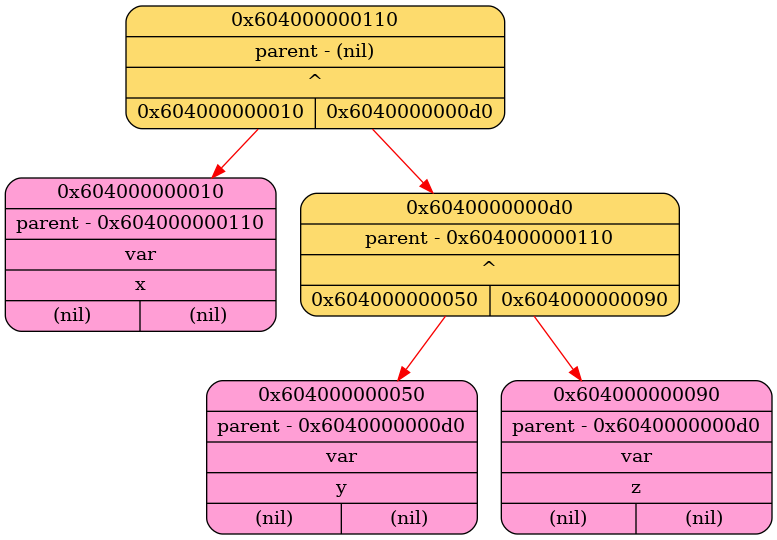 0x604000000110
parent - (nil)
^
0x604000000010 0x6040000000d0
0x604000000010
parent - 0x604000000110
var
x
(nil) (nil)
0x6040000000d0
parent - 0x604000000110
^
0x604000000050 0x604000000090
0x604000000050
parent - 0x6040000000d0
var
y
(nil) (nil)
0x604000000090
parent - 0x6040000000d0
var
z
(nil) (nil)